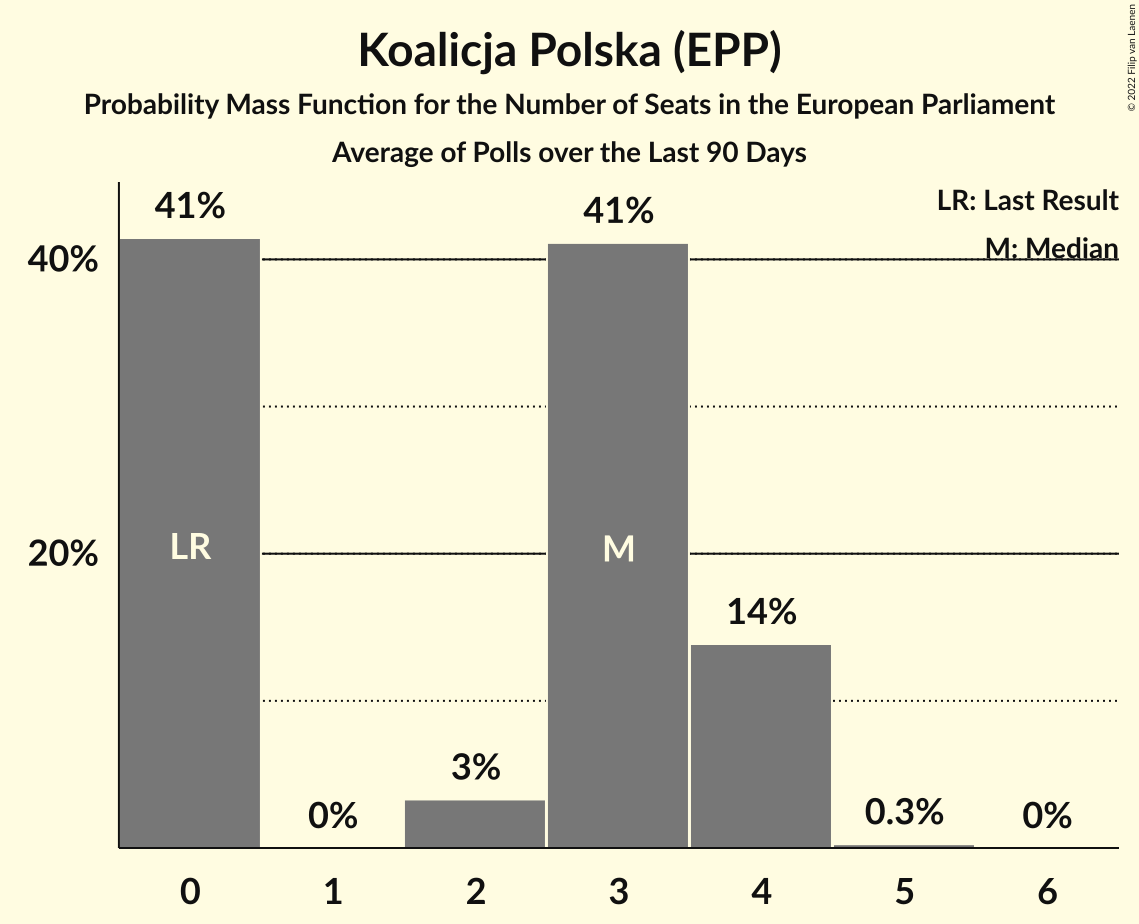 Koalicja Polska (EPP)
Probability Mass Function for the Number of Seats in the European Parliament
Average of Polls over the Last 90 Days
© 2022 Filip van Laenen
LR: Last Result
M: Median
41%
0%
3%
41%
14%
0.3%
0%
40%
20%
LR
M
0
1
2
3
4
5
6